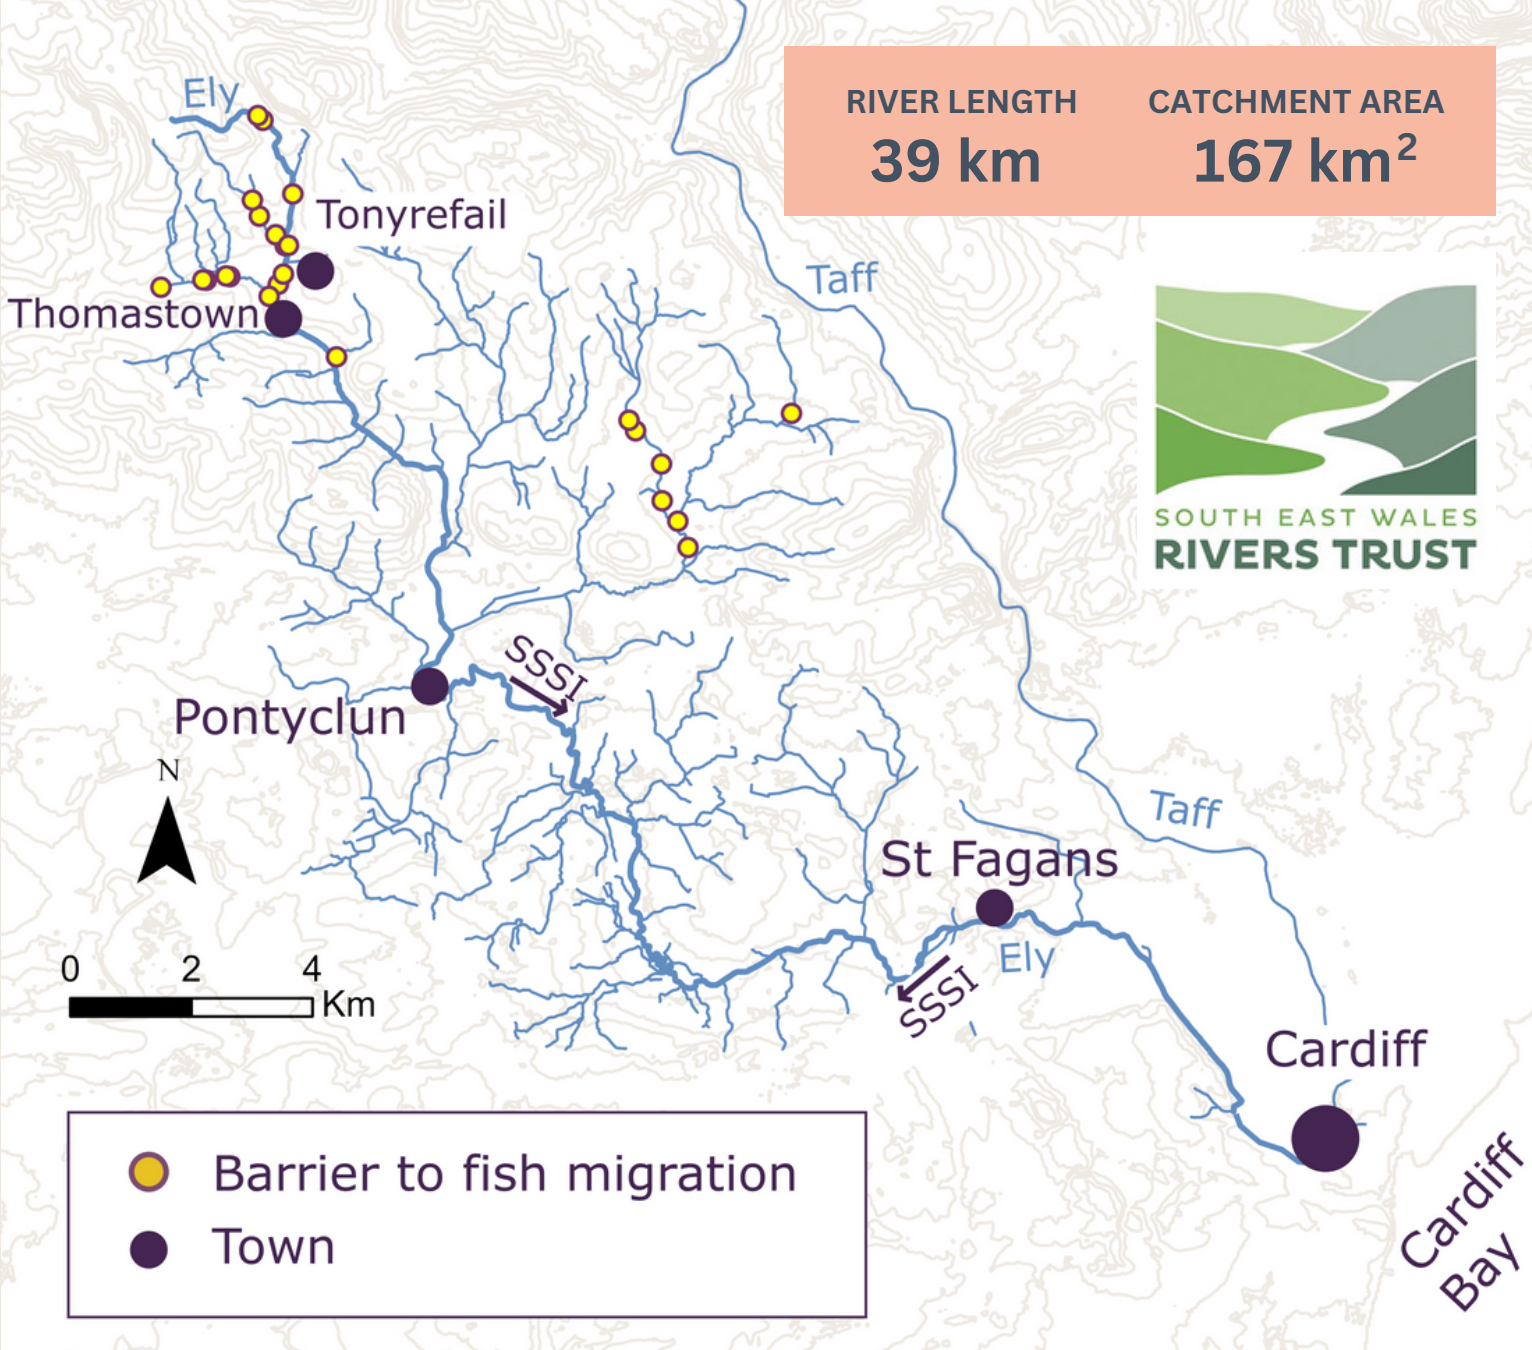 Ely
RIVER LENGTH
39 km
CATCHMENT AREA
167 km²
Tonyrefail
Taff
Thomastown
SOUTH EAST WALES
RIVERS TRUST
SSSI
Pontyclun
N
Taff
St Fagans
Ely
SSSI
0 2 4
Km
Cardiff
Cardiff
Bay
Barrier to fish migration
Town